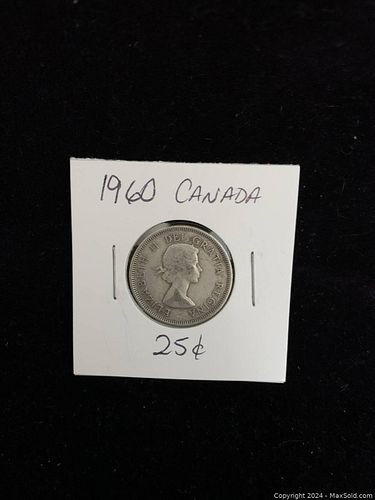 1960 CANADA
ELIZABETH II DEI GRATIA REGINA
25¢
Copyright 2024 - MaxSold.com